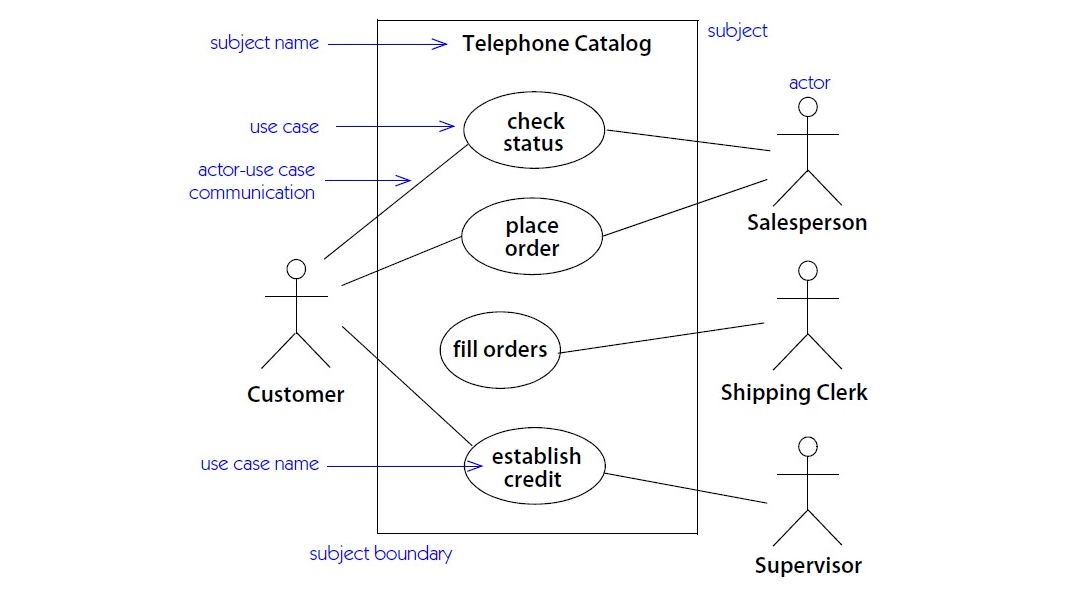 subject name
Telephone Catalog
subject
actor
use case
check
status
actor-use case
communication
place
order
Salesperson
fill orders
Customer
Shipping Clerk
use case name
establish
credit
subject boundary
Supervisor